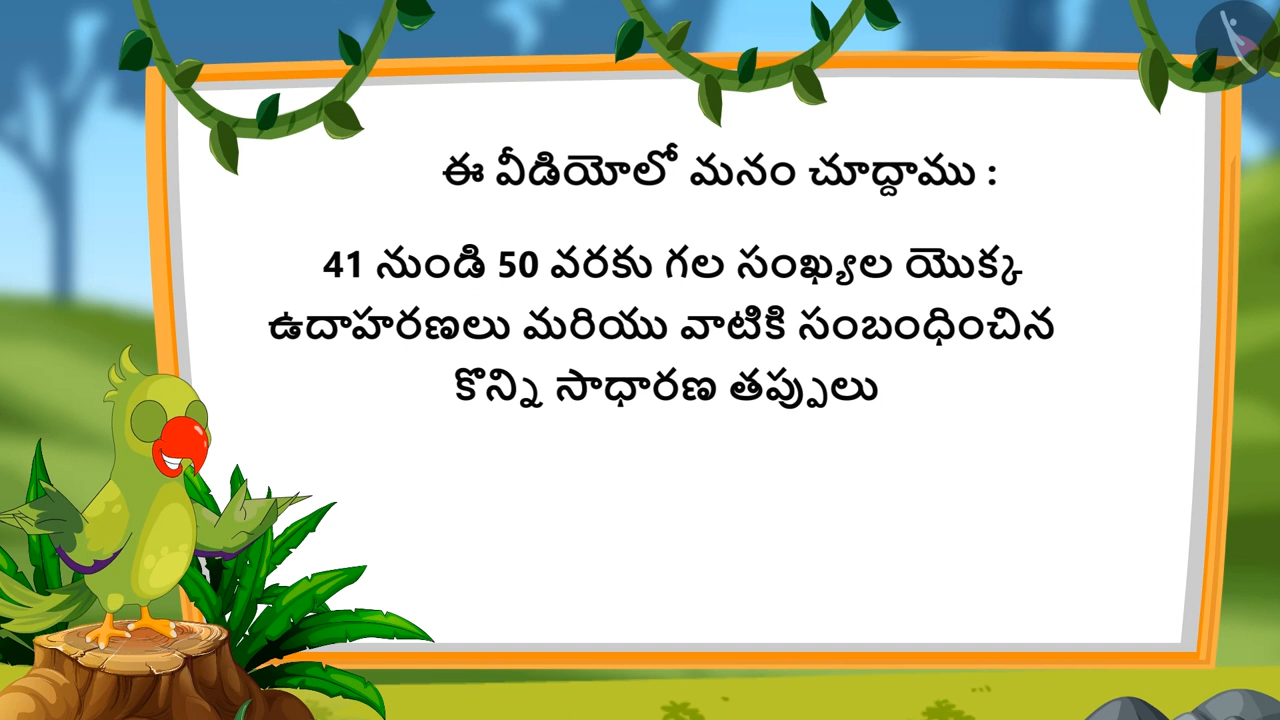 ఈ వీడియోలో మనం చూద్దాము :
41 నుండి 50 వరకు గల సంఖ్యల యొక్క
ఉదాహరణలు మరియు వాటికి సంబంధించిన
కొన్ని సాధారణ తప్పులు